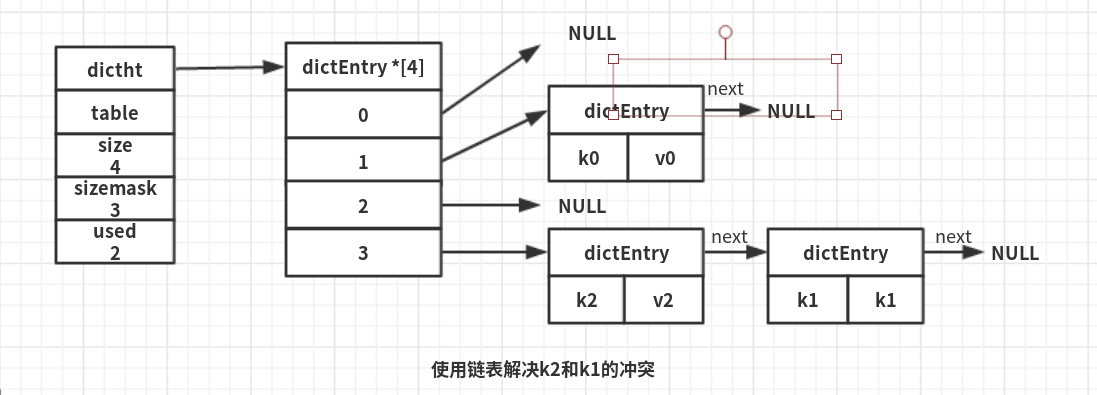 dictht
table
size
4
sizemask
3
used
2
dictEntry *[4]
0
1
2
3
NULL
dictEntry
k0
v0
next
NULL
NULL
dictEntry
k2
v2
next
dictEntry
k1
k1
next
NULL
使用链表解决k2和k1的冲突